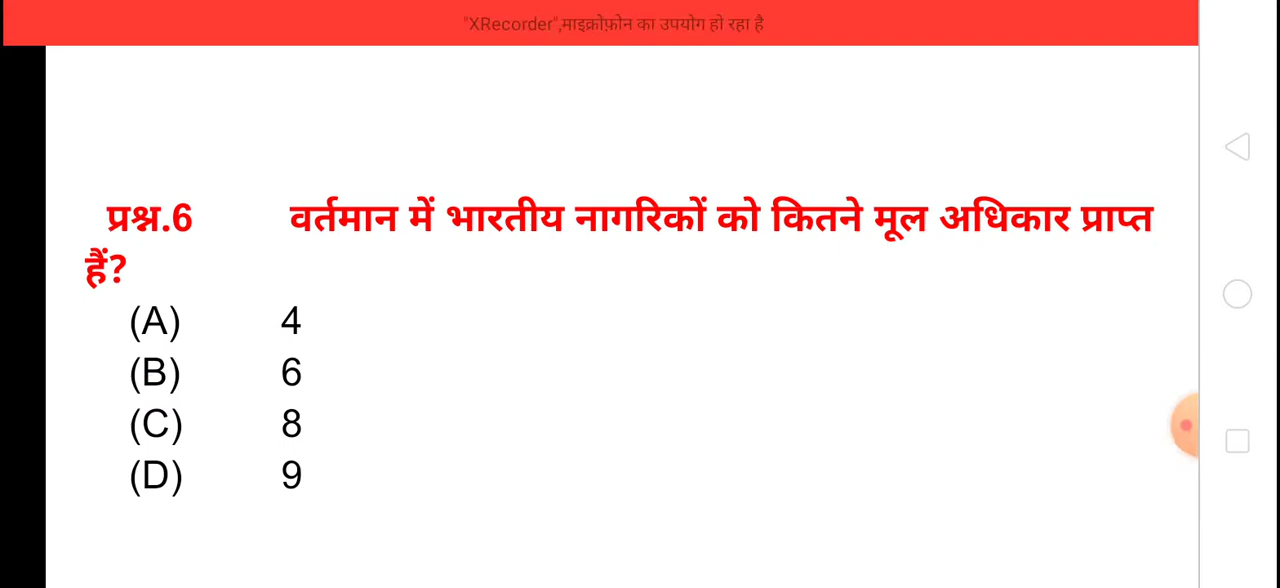 "XRecorder",माइक्रोफ़ोन का उपयोग हो रहा है
प्रश्न.6 वर्तमान में भारतीय नागरिकों को कितने मूल अधिकार प्राप्त
हैं?
(A) 4
(B) 6
(C) 8
(D) 9